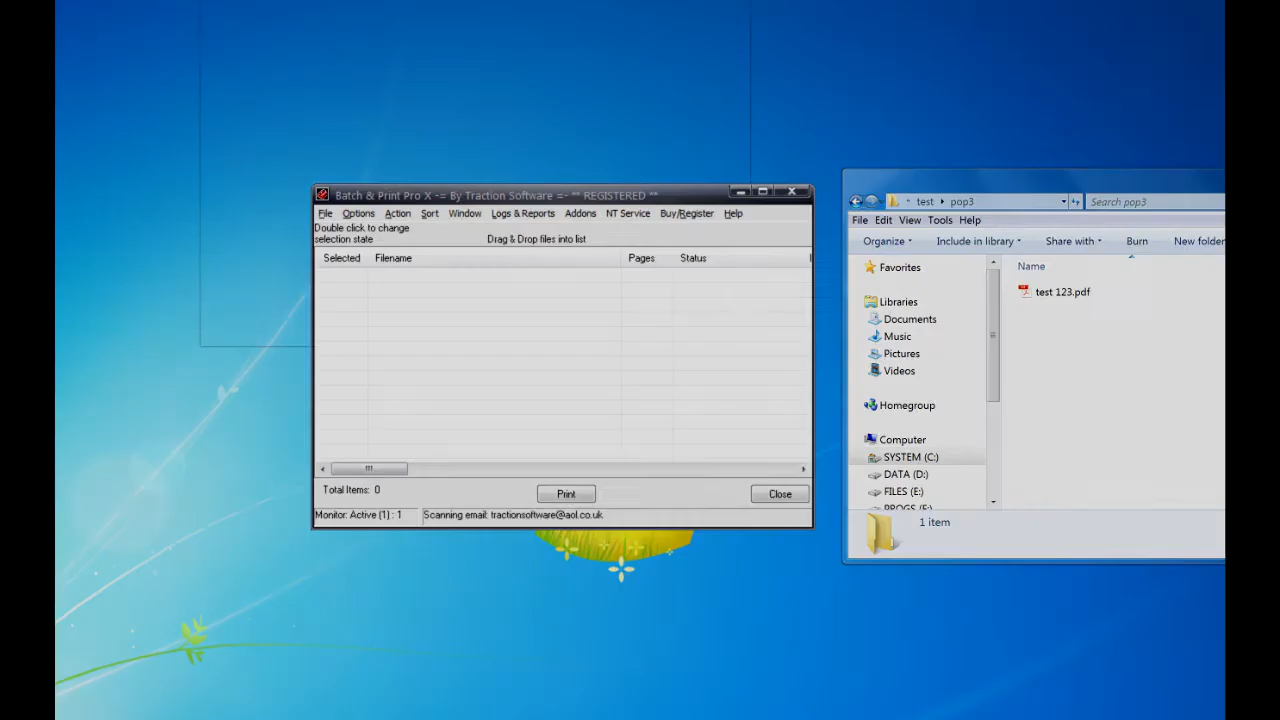 Batch & Print Pro X -= By Traction Software =- ** REGISTERED **
File Options Action Sort Window Logs & Reports Addons NT Service Buy/Register Help
Double click to change
selection state
Drag & Drop files into list
Selected Filename Pages Status
Total Items: 0
Print
Close
Monitor: Active (1) : 1
Scanning email: tractionsoftware@aol.co.uk
test pop3
Search pop3
File Edit View Tools Help
Organize Include in library Share with Burn New folder
Favorites
Libraries
Documents
Music
Pictures
Videos
Homegroup
Computer
SYSTEM (C:)
DATA (D:)
FILES (E:)
Name
test 123.pdf
1 item